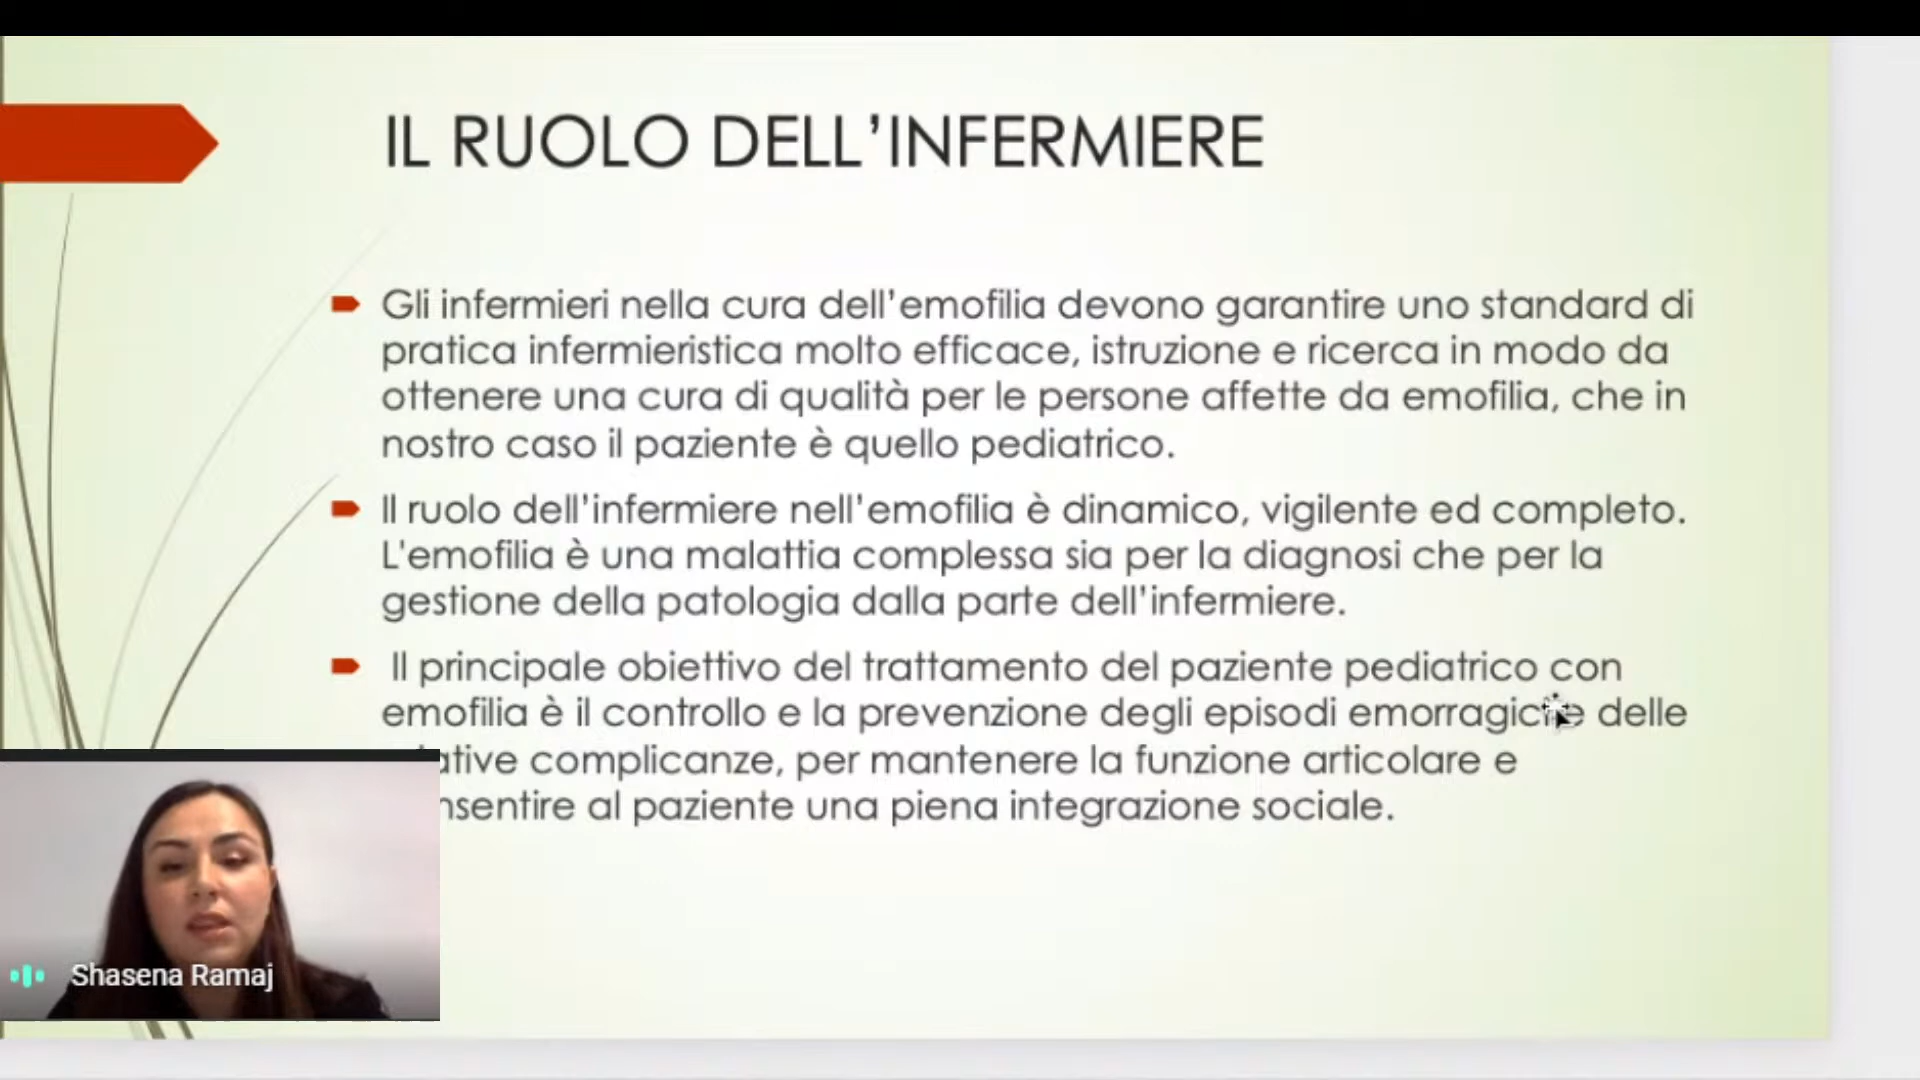 IL RUOLO DELL’INFERMIERE
Gli infermieri nella cura dell’emofilia devono garantire uno standard di
pratica infermieristica molto efficace, istruzione e ricerca in modo da
ottenere una cura di qualità per le persone affette da emofilia, che in
nostro caso il paziente è quello pediatrico.
Il ruolo dell’infermiere nell’emofilia è dinamico, vigilente ed completo.
L'emofilia è una malattia complessa sia per la diagnosi che per la
gestione della patologia dalla parte dell’infermiere.
Il principale obiettivo del trattamento del paziente pediatrico con
emofilia è il controllo e la prevenzione degli episodi emorragiche delle
complicanze, per mantenere la funzione articolare e
al paziente una piena integrazione sociale.
Shasena Ramaj